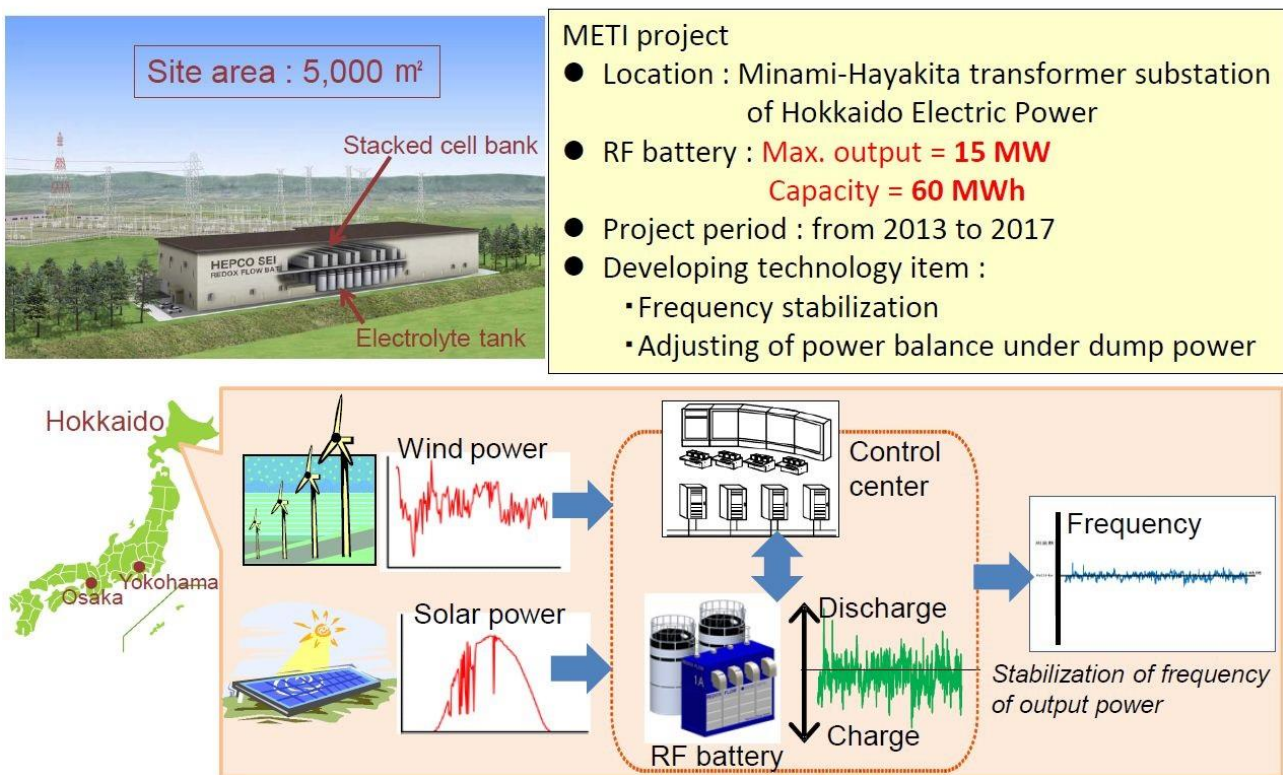 Site area : 5,000 m²
Stacked cell bank
HEPCO SEI
REDOX FLOW BAT
Electrolyte tank
METI project
● Location : Minami-Hayakita transformer substation
of Hokkaido Electric Power
● RF battery : Max. output = 15 MW
Capacity = 60 MWh
● Project period : from 2013 to 2017
● Developing technology item :
・Frequency stabilization
・Adjusting of power balance under dump power
Hokkaido
Yokohama
Osaka
Wind power
Solar power
Control
center
1A
Discharge
Charge
RF battery
Frequency
Stabilization of frequency
of output power